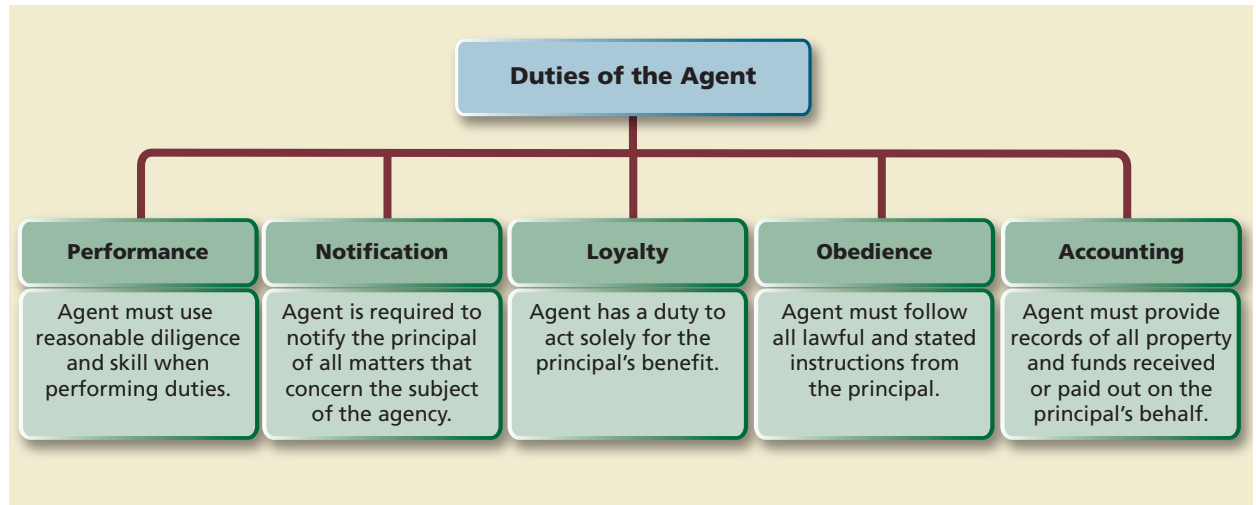 Duties of the Agent
Performance
Agent must use
reasonable diligence
and skill when
performing duties.
Notification
Agent is required to
notify the principal
of all matters that
concern the subject
of the agency.
Loyalty
Agent has a duty to
act solely for the
principal's benefit.
Obedience
Agent must follow
all lawful and stated
instructions from
the principal.
Accounting
Agent must provide
records of all property
and funds received
or paid out on the
principal's behalf.